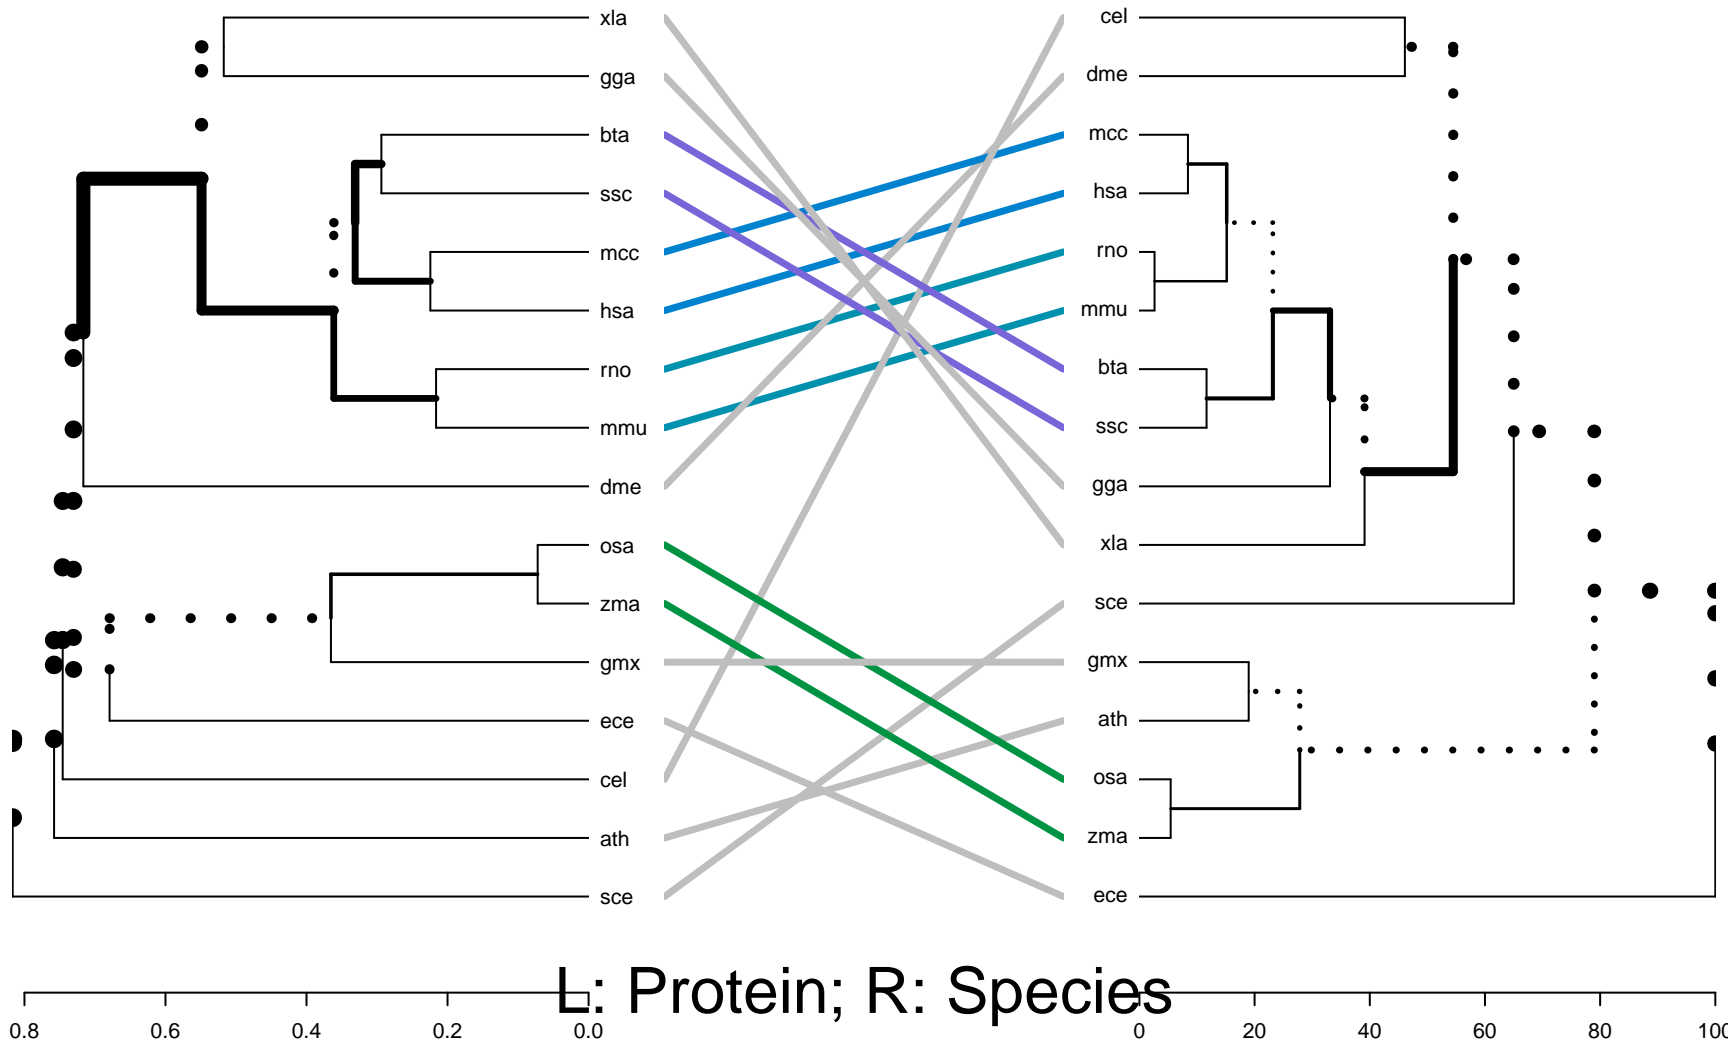 xla cel
gga dme
bta mcc
ssc hsa
mcc rno
hsa mmu
rno bta
mmu ssc
dme gga
osa xla
zma sce
gmx gmx
ece ath
cel osa
ath zma
sce ece
L: Protein; R: Species
0.8 0.6 0.4 0.2 0.0 0 20 40 60 80 100